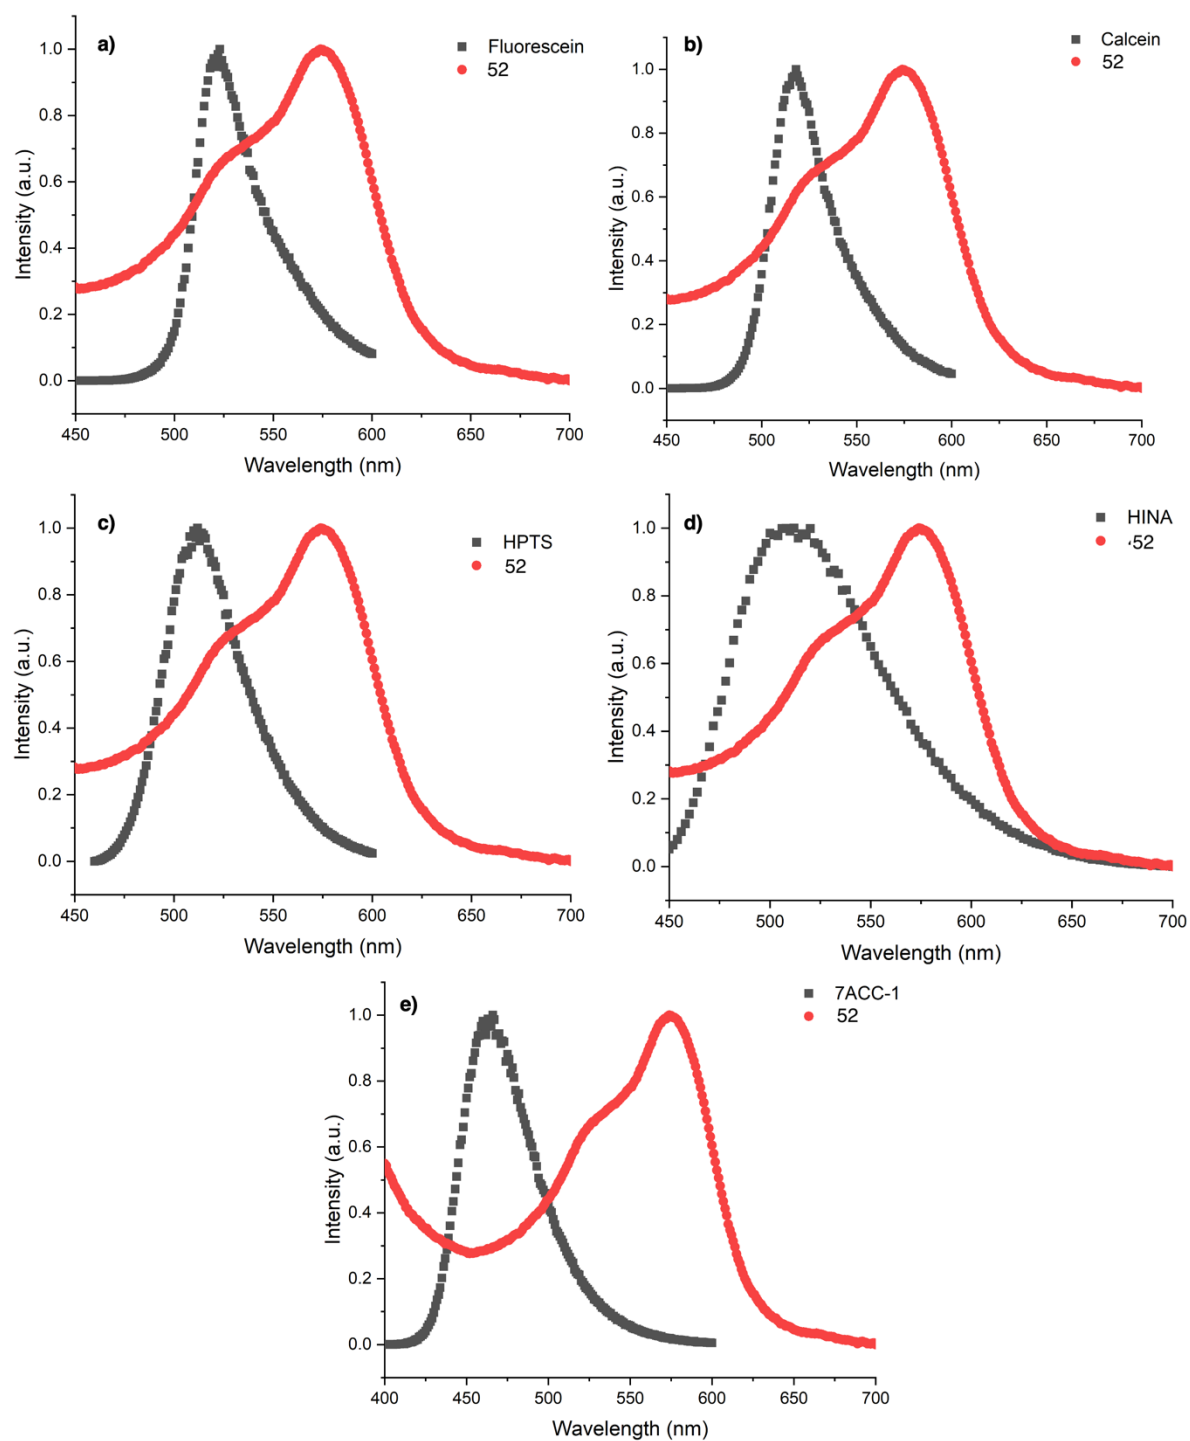 a)
Fluorescein
52
Intensity (a.u.)
1.0
0.8
0.6
0.4
0.2
0.0
450 500 550 600 650 700
Wavelength (nm)
b)
Calcein
52
Intensity (a.u.)
1.0
0.8
0.6
0.4
0.2
0.0
450 500 550 600 650 700
Wavelength (nm)
c)
HPTS
52
Intensity (a.u.)
1.0
0.8
0.6
0.4
0.2
0.0
450 500 550 600 650 700
Wavelength (nm)
d)
HINA
52
Intensity (a.u.)
1.0
0.8
0.6
0.4
0.2
0.0
450 500 550 600 650 700
Wavelength (nm)
e)
7ACC-1
52
Intensity (a.u.)
1.0
0.8
0.6
0.4
0.2
0.0
400 450 500 550 600 650 700
Wavelength (nm)